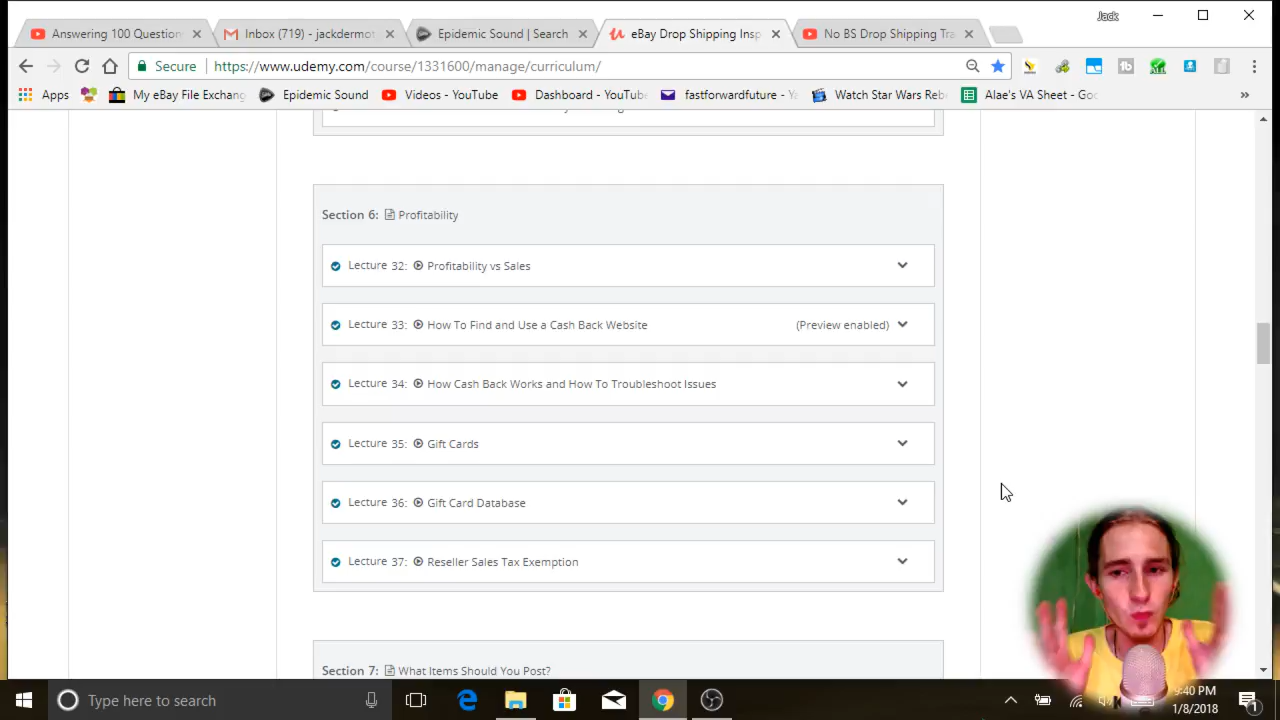 Jack
Answering 100 Question
Inbox (719) - jackdermot
Epidemic Sound | Search
eBay Drop Shipping Insp
No BS Drop Shipping Tra
Secure
https://www.udemy.com/course/1331600/manage/curriculum/
Apps
My eBay File Exchang
Epidemic Sound
Videos - YouTube
Dashboard - YouTube
fastforwardfuture - Y
Watch Star Wars Reb
Alae's VA Sheet - Goo
»
Section 6: Profitability
Lecture 32: Profitability vs Sales
Lecture 33: How To Find and Use a Cash Back Website (Preview enabled)
Lecture 34: How Cash Back Works and How To Troubleshoot Issues
Lecture 35: Gift Cards
Lecture 36: Gift Card Database
Lecture 37: Reseller Sales Tax Exemption
Section 7: What Items Should You Post?
Type here to search
9:40 PM
1/8/2018
1